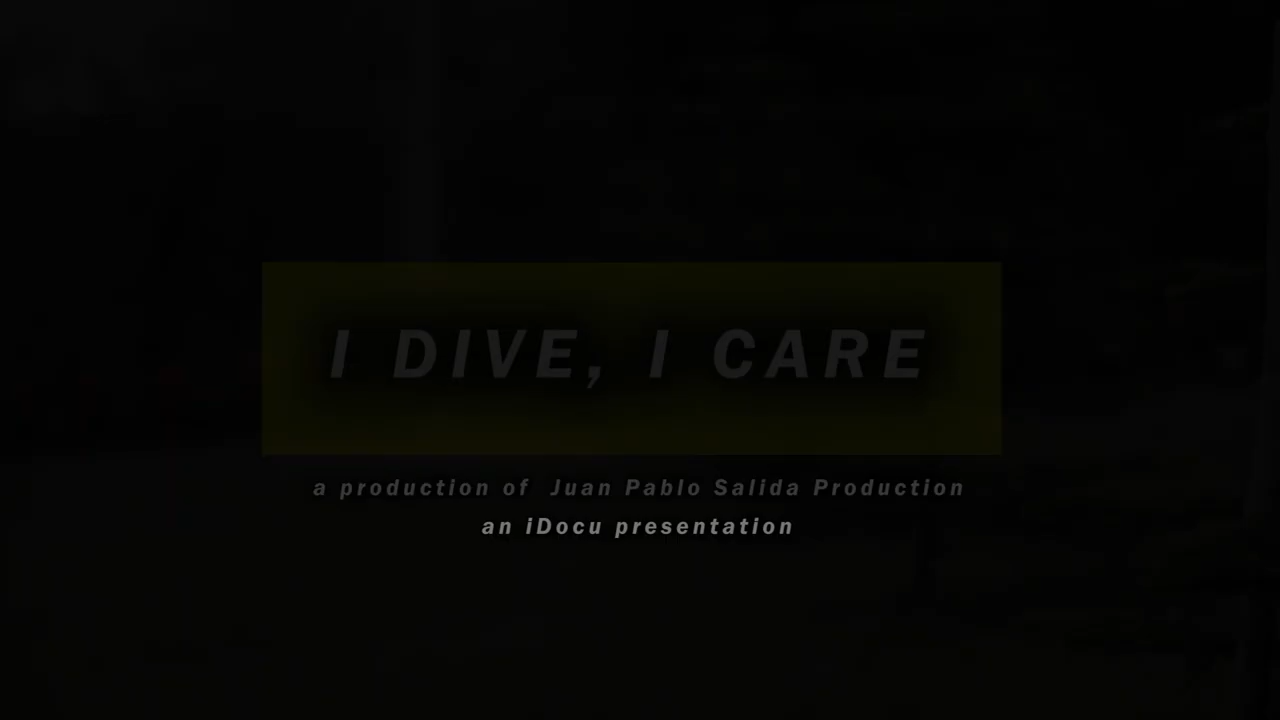 I DIVE, I CARE
a production of Juan Pablo Salida Production
an iDocu presentation